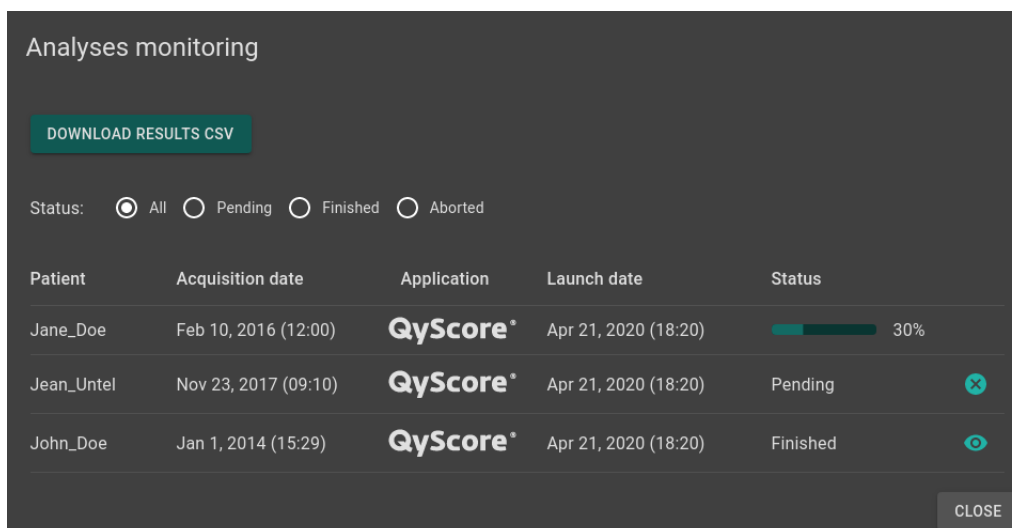 Analyses monitoring
DOWNLOAD RESULTS CSV
Status: All Pending Finished Aborted
Patient Acquisition date Application Launch date Status
Jane_Doe Feb 10, 2016 (12:00) QyScore® Apr 21, 2020 (18:20) 30%
Jean_Untel Nov 23, 2017 (09:10) QyScore® Apr 21, 2020 (18:20) Pending
John_Doe Jan 1, 2014 (15:29) QyScore® Apr 21, 2020 (18:20) Finished
CLOSE